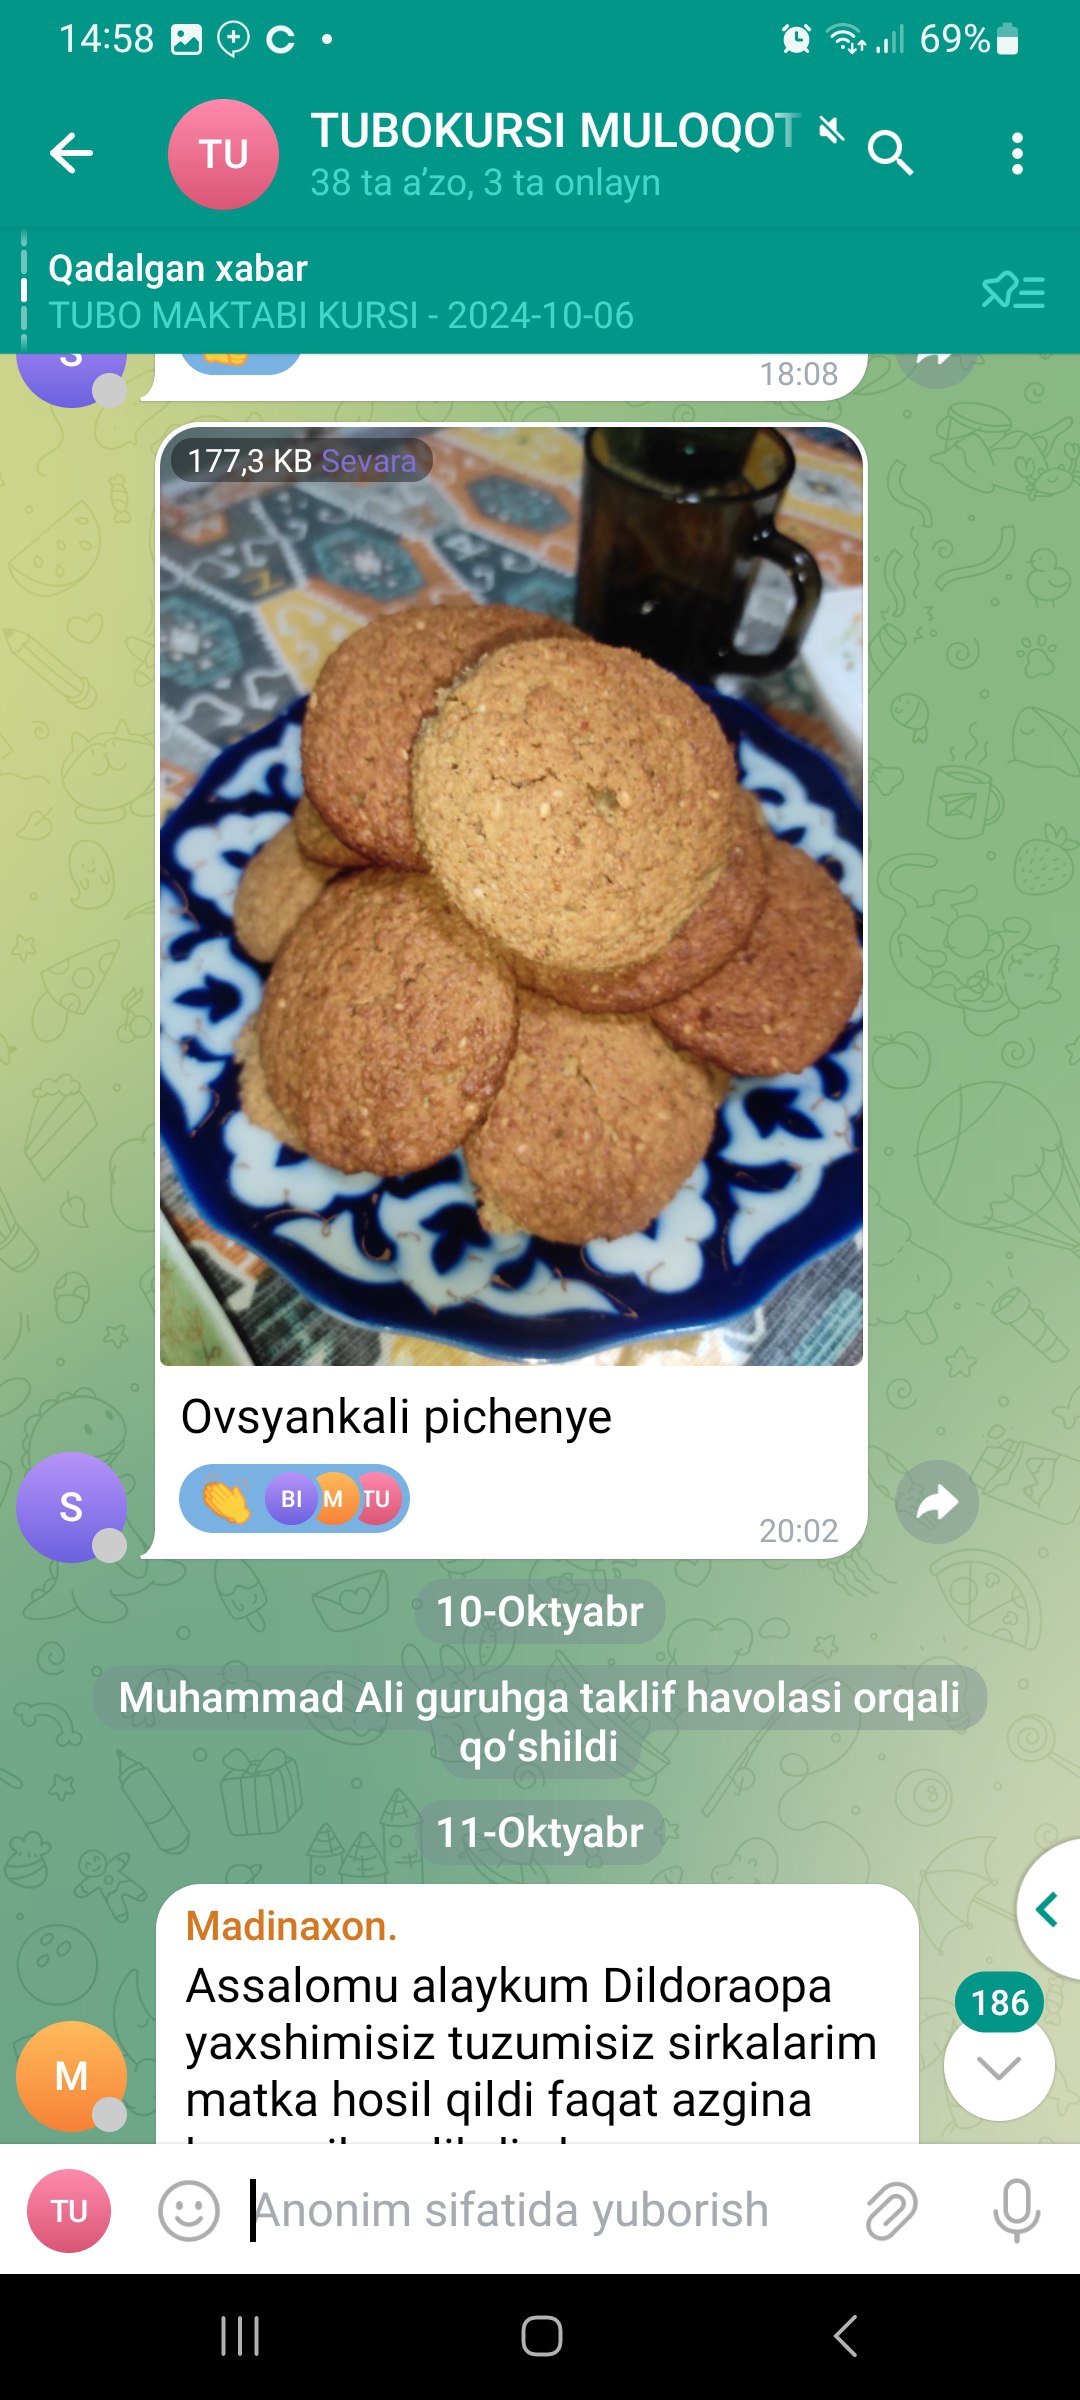 14:58
69%
TU
TUBOKURSI MULOQOT
38 ta a’zo, 3 ta onlayn
Qadalgan xabar
TUBO MAKTABI KURSI - 2024-10-06
S
18:08
177,3 KB Sevara
Ovsyankali pichenye
BI M TU
S
20:02
10-Oktyabr
Muhammad Ali guruhga taklif havolasi orqali
qo‘shildi
11-Oktyabr
Madinaxon.
Assalomu alaykum Dildoraopa
yaxshimisiz tuzumisiz sirkalarim
matka hosil qildi faqat azgina
186
M
TU
Anonim sifatida yuborish